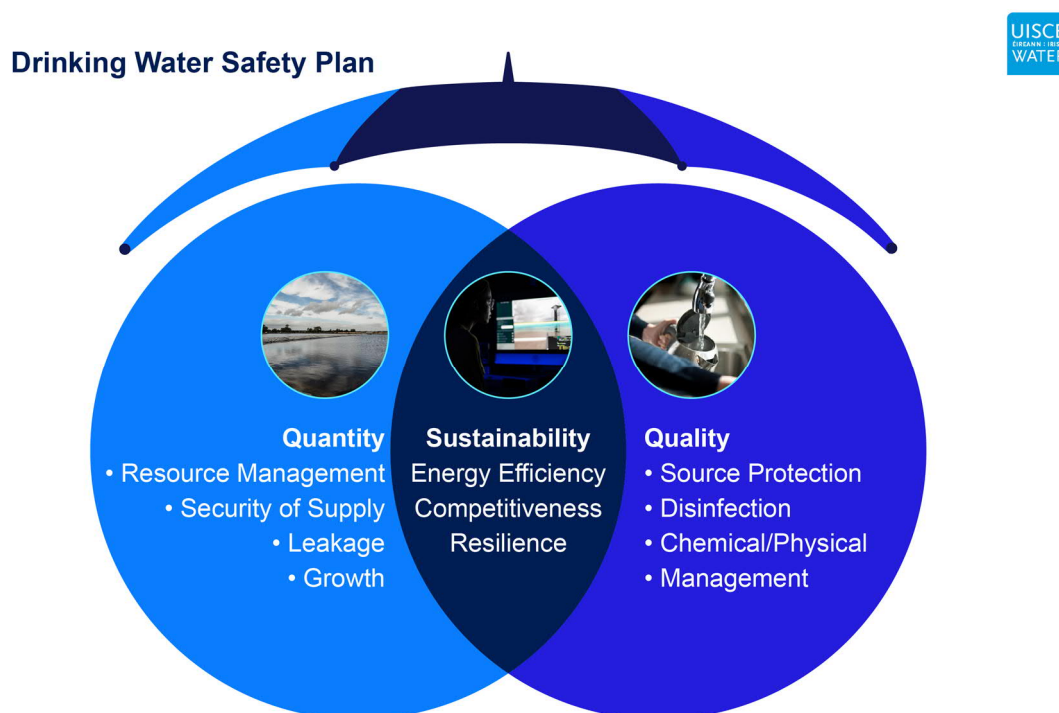 Drinking Water Safety Plan
UISCE
ÉIREANN : IRIS
WATER
Quantity
• Resource Management
• Security of Supply
• Leakage
• Growth
Sustainability
Energy Efficiency
Competitiveness
Resilience
Quality
• Source Protection
• Disinfection
• Chemical/Physical
• Management